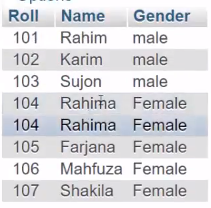 Roll Name Gender
101 Rahim male
102 Karim male
103 Sujon male
104 Rahima Female
104 Rahima Female
105 Farjana Female
106 Mahfuza Female
107 Shakila Female